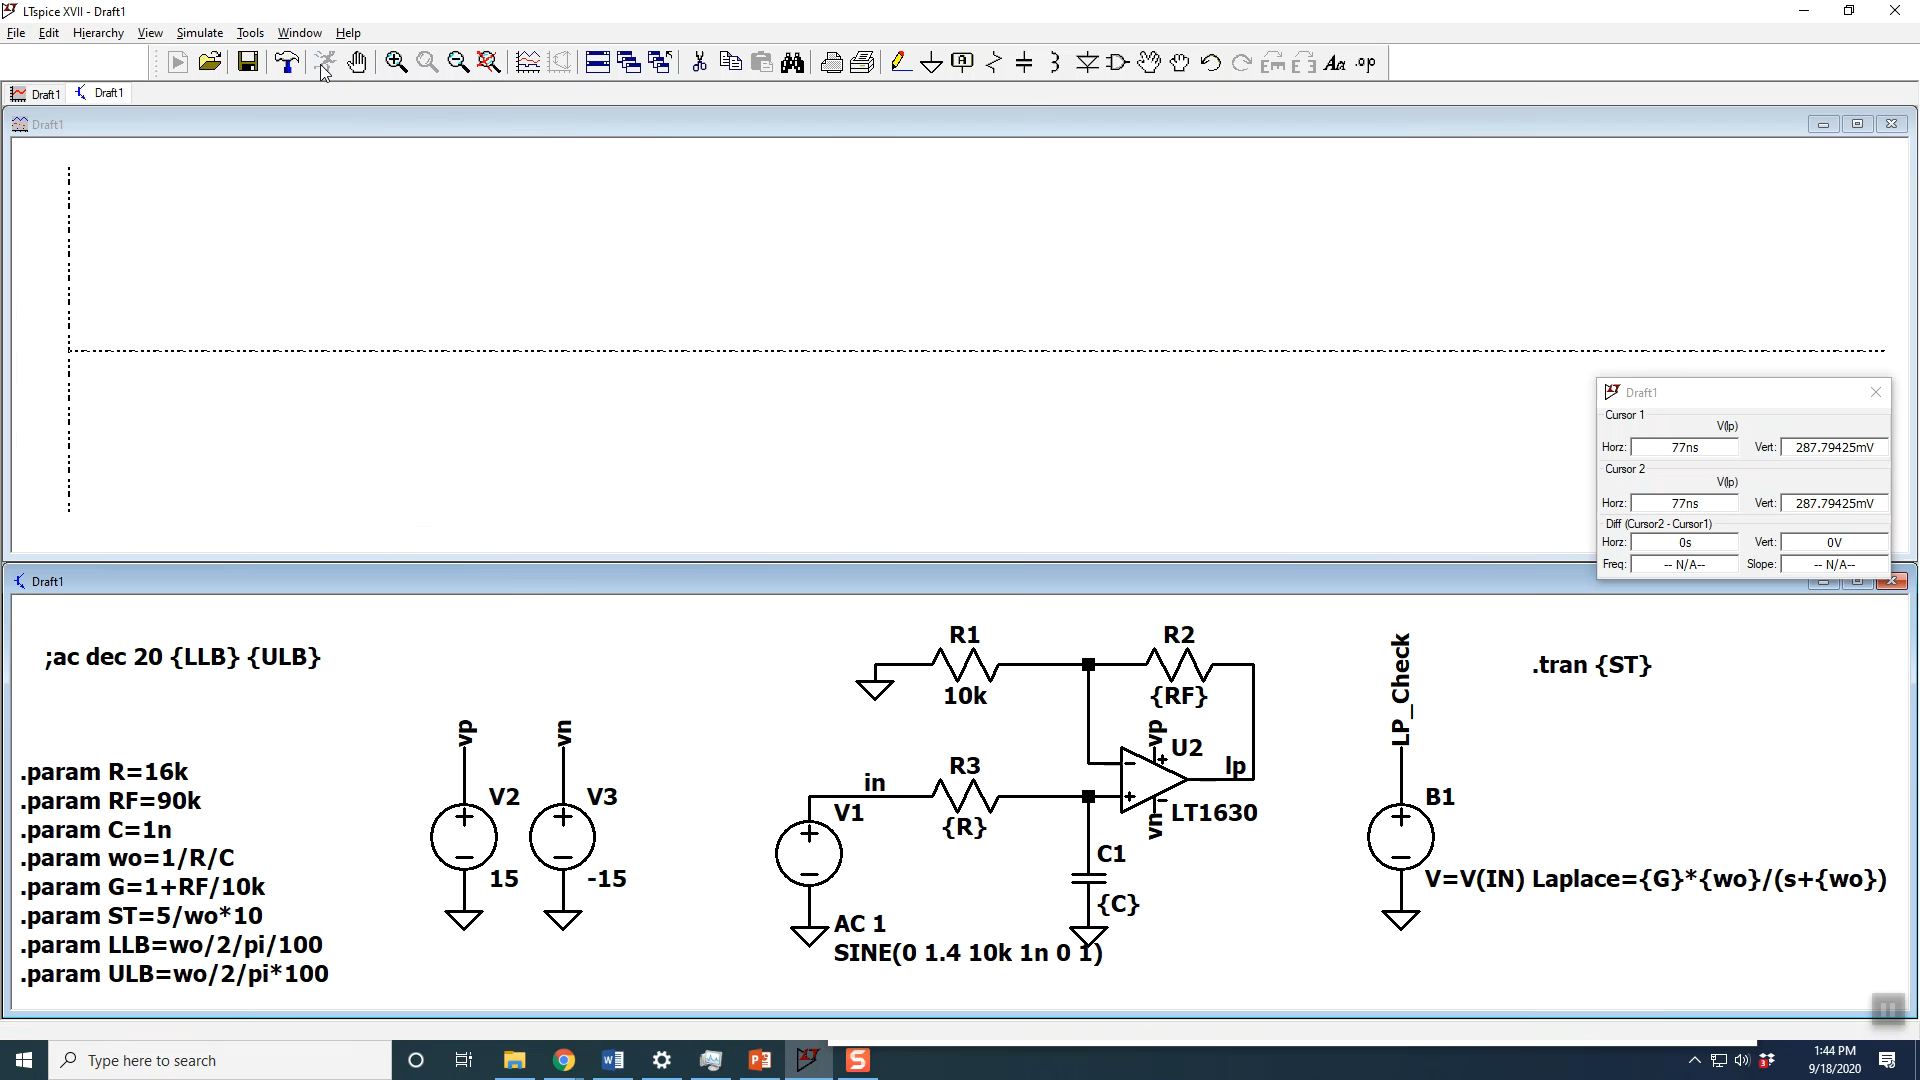 LTspice XVII - Draft1
File Edit Hierarchy View Simulate Tools Window Help
Aa .op
Draft1 Draft1
Draft1
Draft1
Cursor 1
V(lp)
Horz: 77ns Vert: 287.79425mV
Cursor 2
V(lp)
Horz: 77ns Vert: 287.79425mV
Diff (Cursor2 - Cursor1)
Horz: 0s Vert: 0V
Freq: -- N/A-- Slope: -- N/A--
Draft1
;ac dec 20 {LLB} {ULB}
.param R=16k
.param RF=90k
.param C=1n
.param wo=1/R/C
.param G=1+RF/10k
.param ST=5/wo*10
.param LLB=wo/2/pi/100
.param ULB=wo/2/pi*100
vp
V2
15
vn
V3
-15
R1
10k
R2
{RF}
vp
U2
lp
LT1630
vn
R3
{R}
in
V1
C1
{C}
AC 1
SINE(0 1.4 10k 1n 0 1)
LP_Check
B1
V=V(IN) Laplace={G}*{wo}/(s+{wo})
.tran {ST}
Type here to search
1:44 PM
9/18/2020